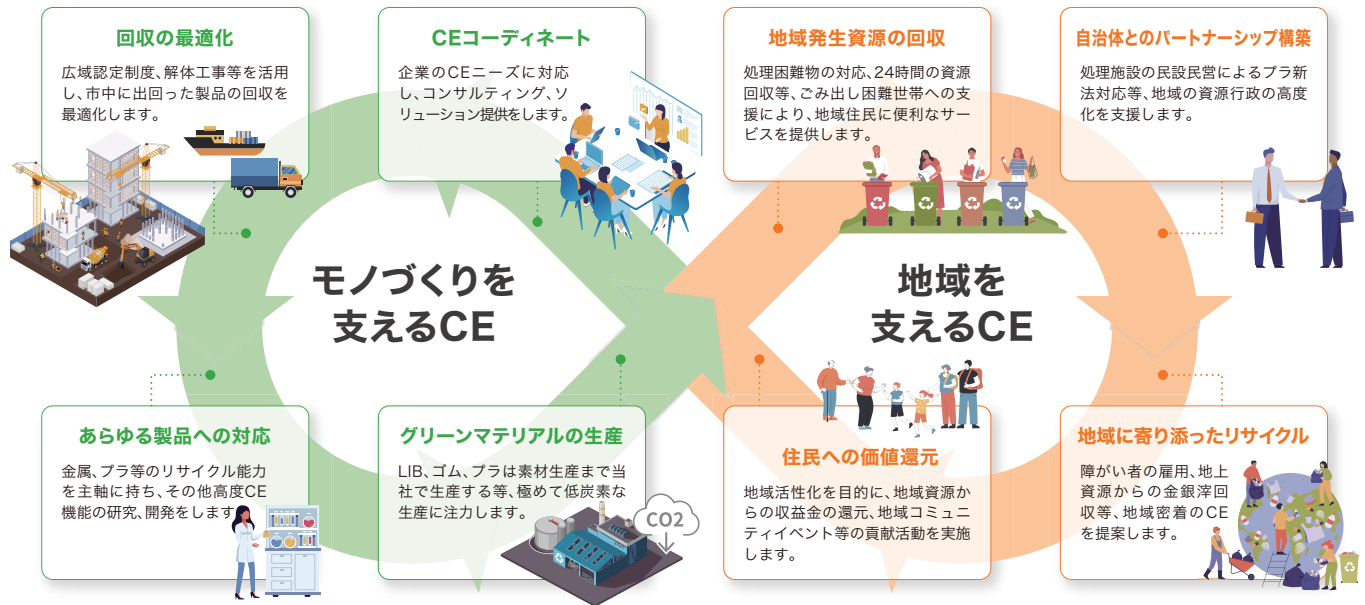 回収の最適化
広域認定制度、解体工事等を活用
し、市中に出回った製品の回収を
最適化します。
CEコーディネート
企業のCEニーズに対応
し、コンサルティング、ソ
リューション提供をします。
地域発生資源の回収
処理困難物の対応、24時間の資源
回収等、ごみ出し困難世帯への支
援により、地域住民に便利なサー
ビスを提供します。
自治体とのパートナーシップ構築
処理施設の民設民営によるプラ新
法対応等、地域の資源行政の高度
化を支援します。
モノづくりを
支えるCE
地域を
支えるCE
あらゆる製品への対応
金属、プラ等のリサイクル能力
を主軸に持ち、その他高度CE
機能の研究、開発をします。
グリーンマテリアルの生産
LIB、ゴム、プラは素材生産まで当
社で生産する等、極めて低炭素な
生産に注力します。
CO2
住民への価値還元
地域活性化を目的に、地域資源か
らの収益金の還元、地域コミュニ
ティイベント等の貢献活動を実施
します。
地域に寄り添ったリサイクル
障がい者の雇用、地上
資源からの金銀滓回
収等、地域密着のCE
を提案します。